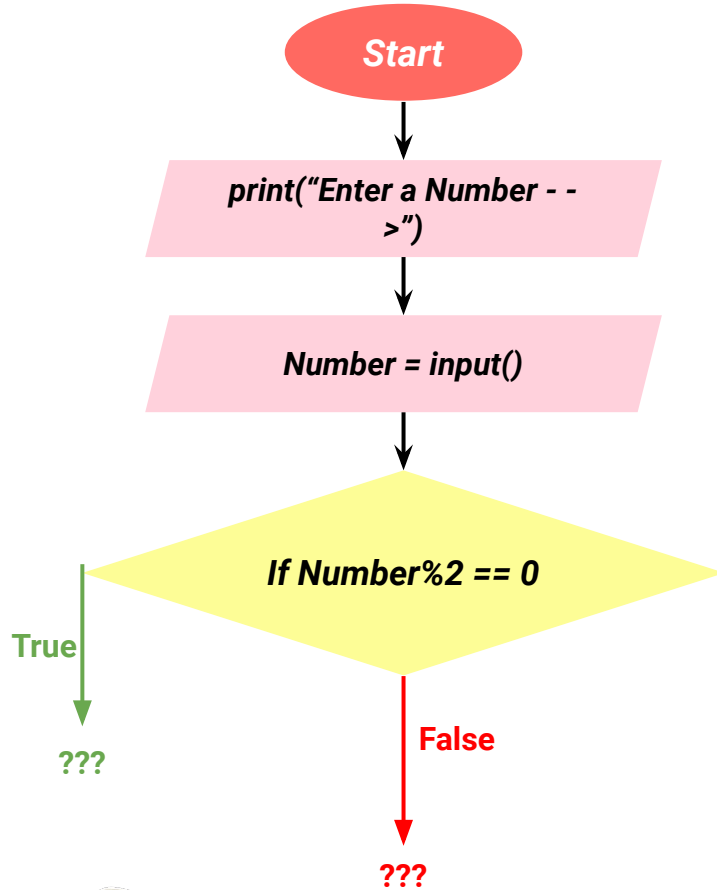 Start
print(“Enter a Number - -
>”)
Number = input()
If Number%2 == 0
True
False
???
???